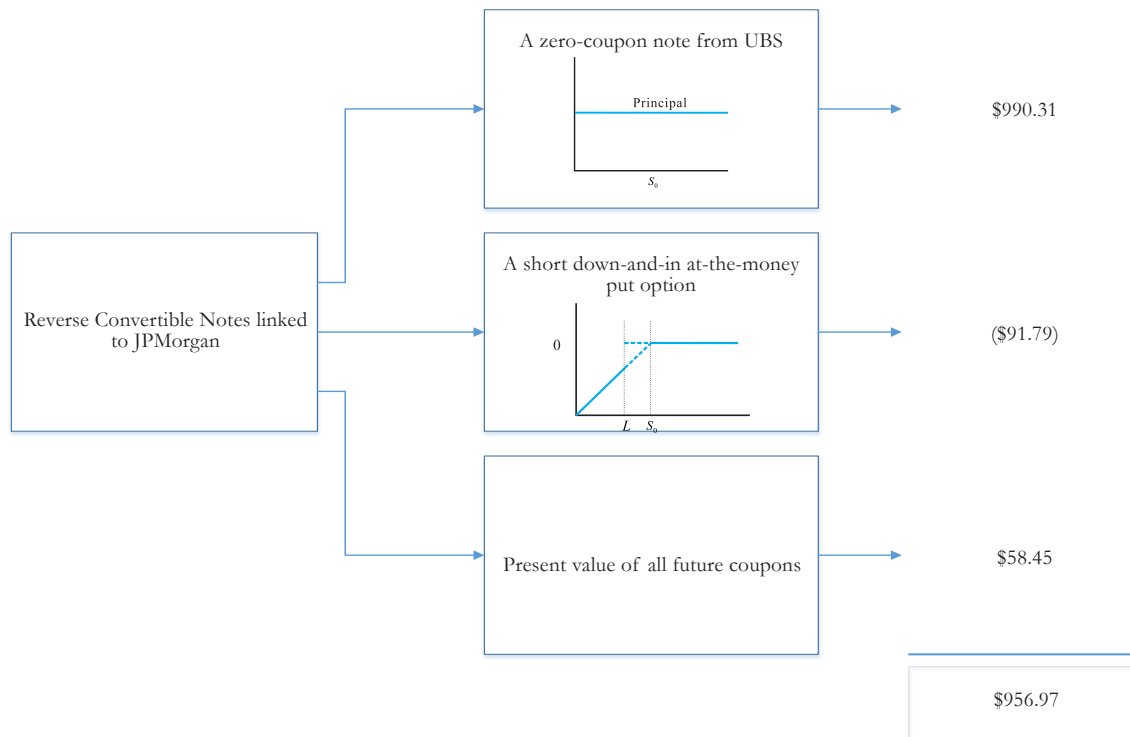 A zero-coupon note from UBS
Principal
S₀
$990.31
Reverse Convertible Notes linked
to JPMorgan
A short down-and-in at-the-money
put option
0
L S₀
($91.79)
Present value of all future coupons
$58.45
$956.97